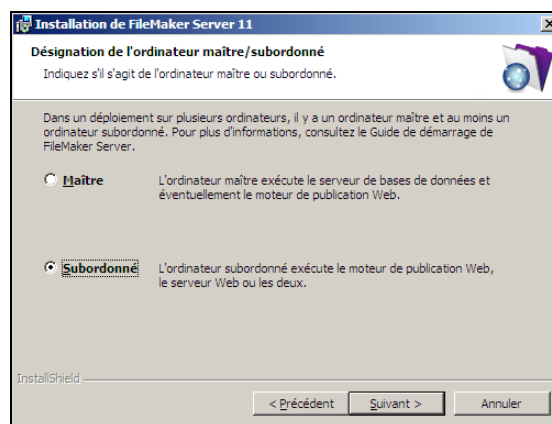 Installation de FileMaker Server 11
Désignation de l'ordinateur maître/subordonné
Indiquez s'il s'agit de l'ordinateur maître ou subordonné.
Dans un déploiement sur plusieurs ordinateurs, il y a un ordinateur maître et au moins un
ordinateur subordonné. Pour plus d'informations, consultez le Guide de démarrage de
FileMaker Server.
Maître
L'ordinateur maître exécute le serveur de bases de données et
éventuellement le moteur de publication Web.
Subordonné
L'ordinateur subordonné exécute le moteur de publication Web,
le serveur Web ou les deux.
InstallShield
< Précédent
Suivant >
Annuler